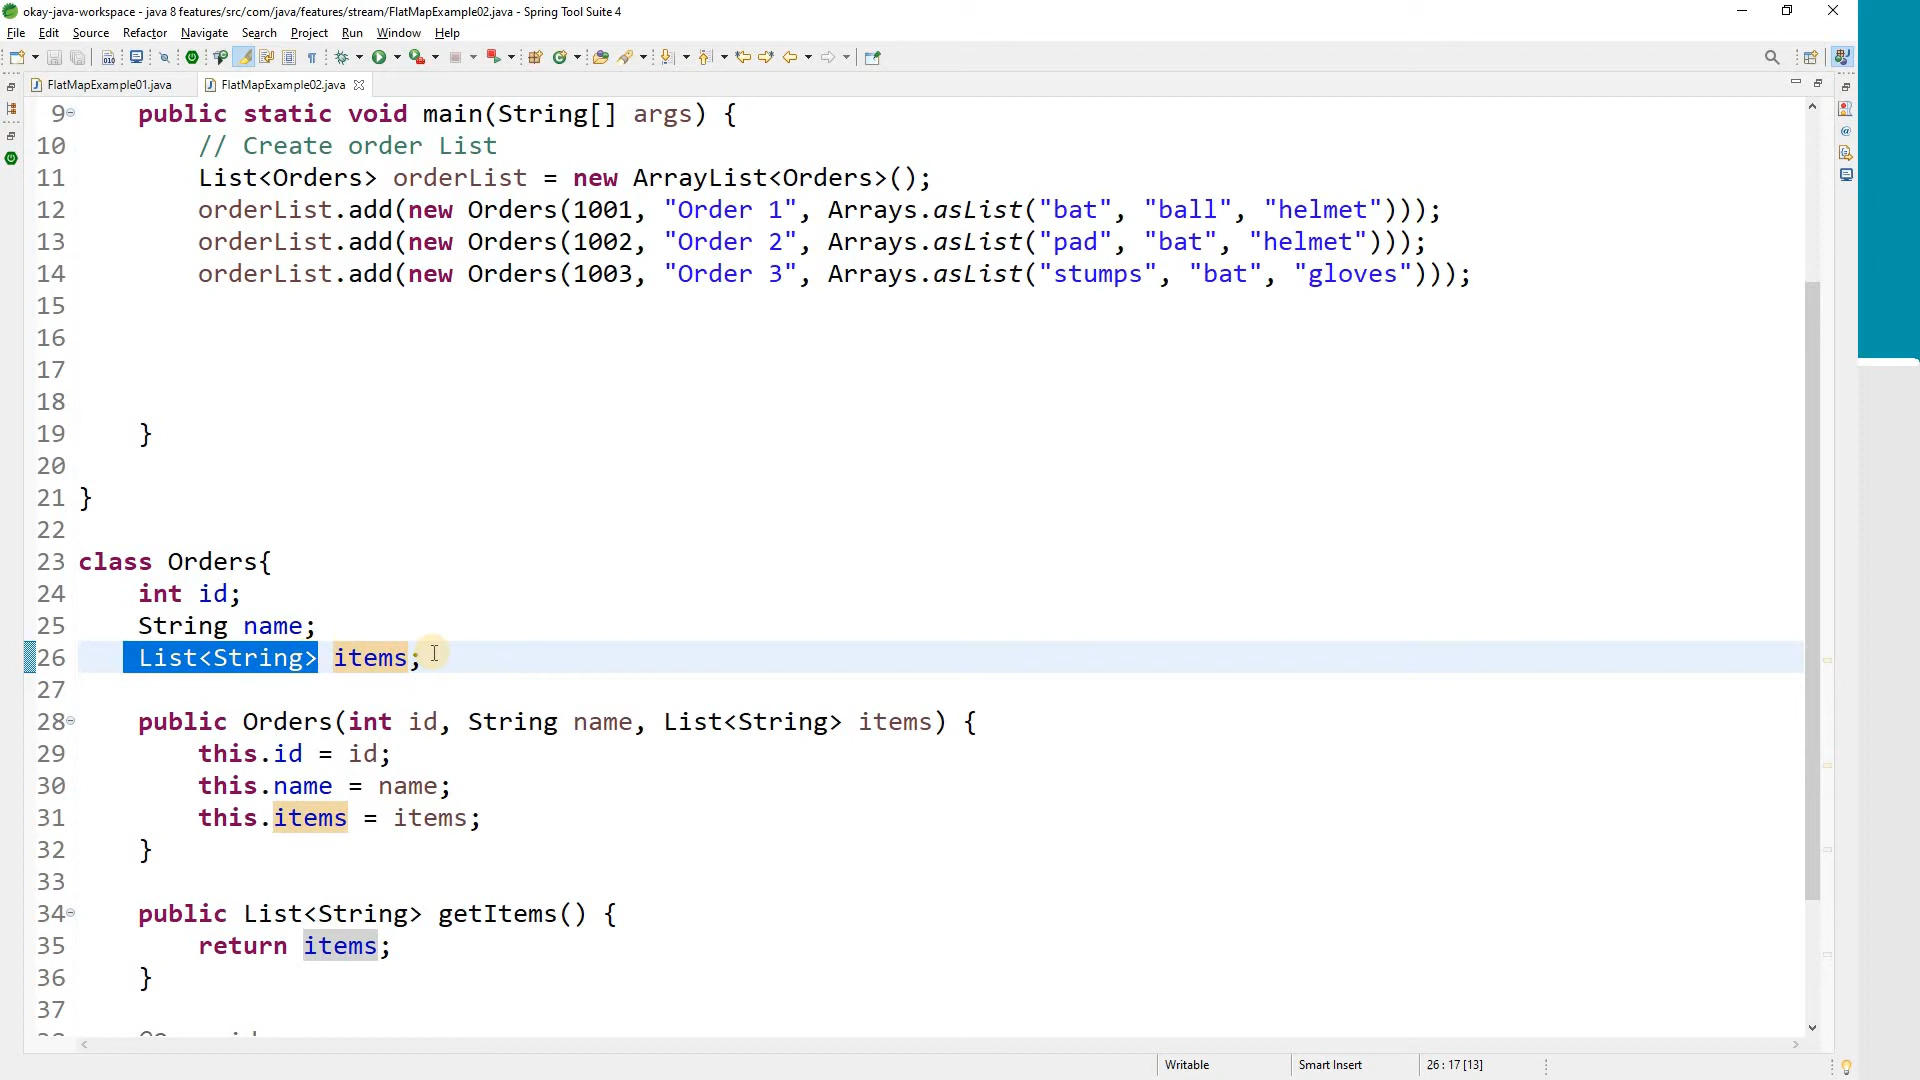 okay-java-workspace - java 8 features/src/com/java/features/stream/FlatMapExample02.java - Spring Tool Suite 4
File Edit Source Refactor Navigate Search Project Run Window Help
FlatMapExample01.java FlatMapExample02.java
9 public static void main(String[] args) {
10 // Create order List
11 List<Orders> orderList = new ArrayList<Orders>();
12 orderList.add(new Orders(1001, "Order 1", Arrays.asList("bat", "ball", "helmet")));
13 orderList.add(new Orders(1002, "Order 2", Arrays.asList("pad", "bat", "helmet")));
14 orderList.add(new Orders(1003, "Order 3", Arrays.asList("stumps", "bat", "gloves")));
15
16
17
18
19 }
20
21 }
22
23 class Orders{
24 int id;
25 String name;
26 List<String> items;
27
28 public Orders(int id, String name, List<String> items) {
29 this.id = id;
30 this.name = name;
31 this.items = items;
32 }
33
34 public List<String> getItems() {
35 return items;
36 }
37
Writable Smart Insert 26 : 17 [13]